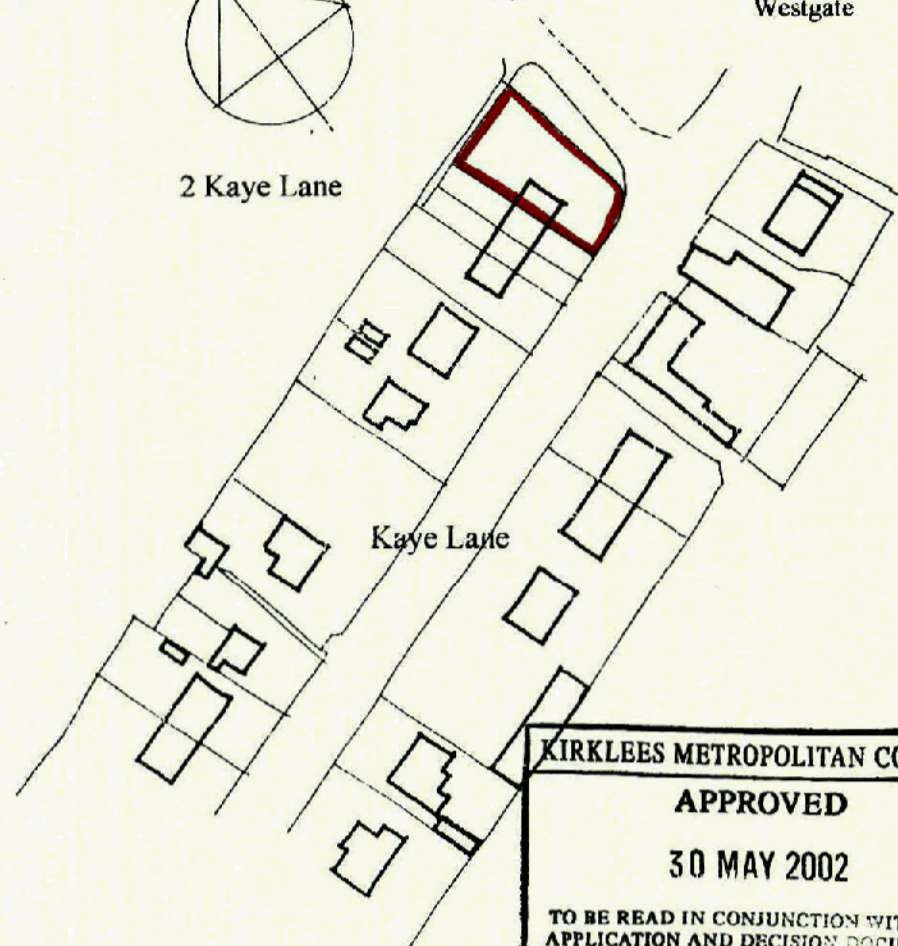 Westgate
2 Kaye Lane
Kaye Lane
KIRKLEES METROPOLITAN CO
APPROVED
30 MAY 2002
TO BE READ IN CONJUNCTION WIT
APPLICATION AND DECISION DOCU